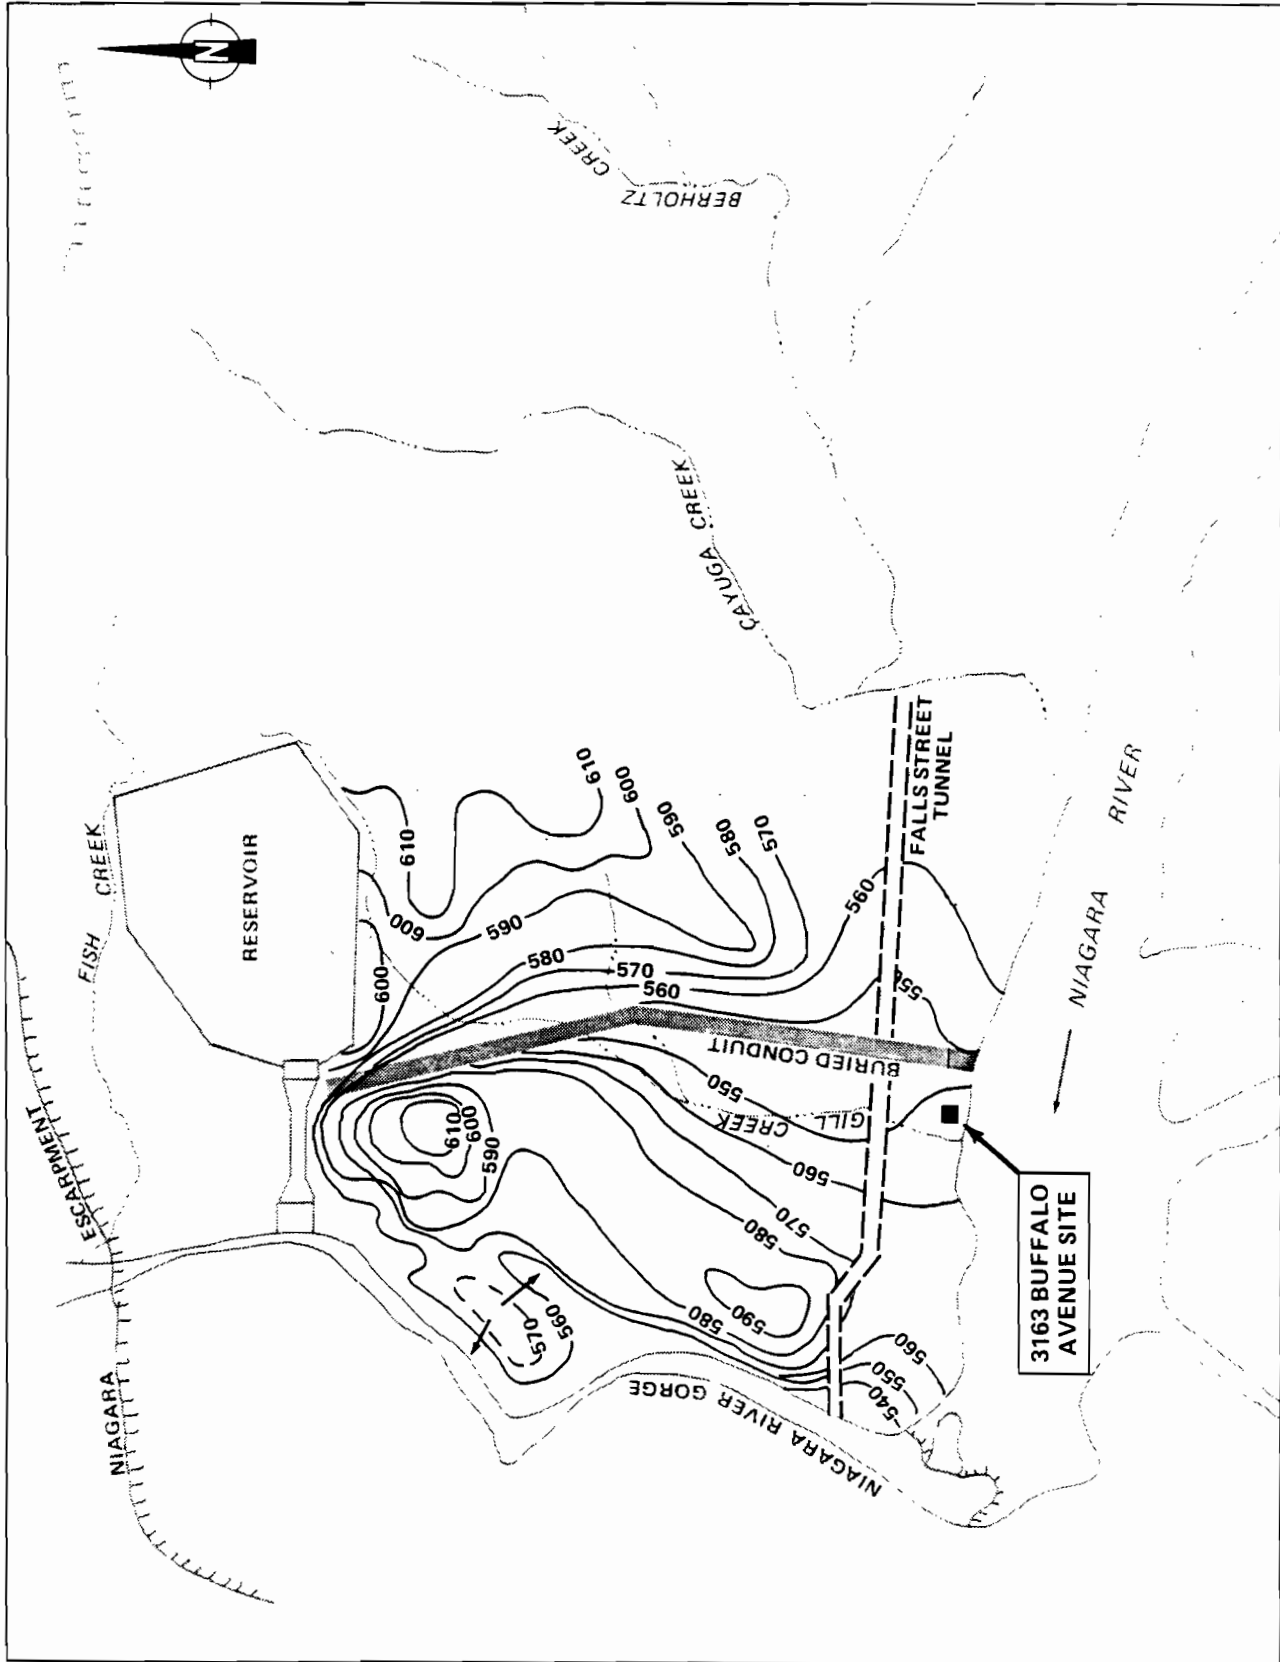 N
BERHOLTZ
CREEK
CAYUGA CREEK
FISH CREEK
RESERVOIR
NIAGARA
ESCARPMENT
610
600
590
580
570
610
600
600
590
580
570
560
560
550
FALLS STREET
TUNNEL
BURIED CONDUIT
550
GILL
CREEK
560
570
580
610
600
590
570
560
580
590
560
550
540
NIAGARA RIVER GORGE
NIAGARA RIVER
3163 BUFFALO
AVENUE SITE